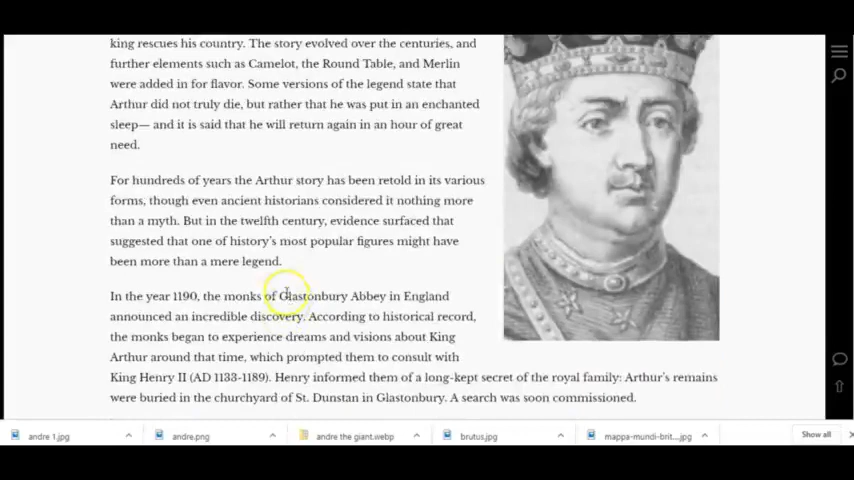 king rescues his country. The story evolved over the centuries, and
further elements such as Camelot, the Round Table, and Merlin
were added in for flavor. Some versions of the legend state that
Arthur did not truly die, but rather that he was put in an enchanted
sleep— and it is said that he will return again in an hour of great
need.
For hundreds of years the Arthur story has been retold in its various
forms, though even ancient historians considered it nothing more
than a myth. But in the twelfth century, evidence surfaced that
suggested that one of history's most popular figures might have
been more than a mere legend.
In the year 1190, the monks of Glastonbury Abbey in England
announced an incredible discovery. According to historical record,
the monks began to experience dreams and visions about King
Arthur around that time, which prompted them to consult with
King Henry II (AD 1133-1189). Henry informed them of a long-kept secret of the royal family: Arthur's remains
were buried in the churchyard of St. Dunstan in Glastonbury. A search was soon commissioned.
andre 1.jpg
andre.png
andre the giant.webp
brutus.jpg
mappa-mundi-brit....jpg
Show all